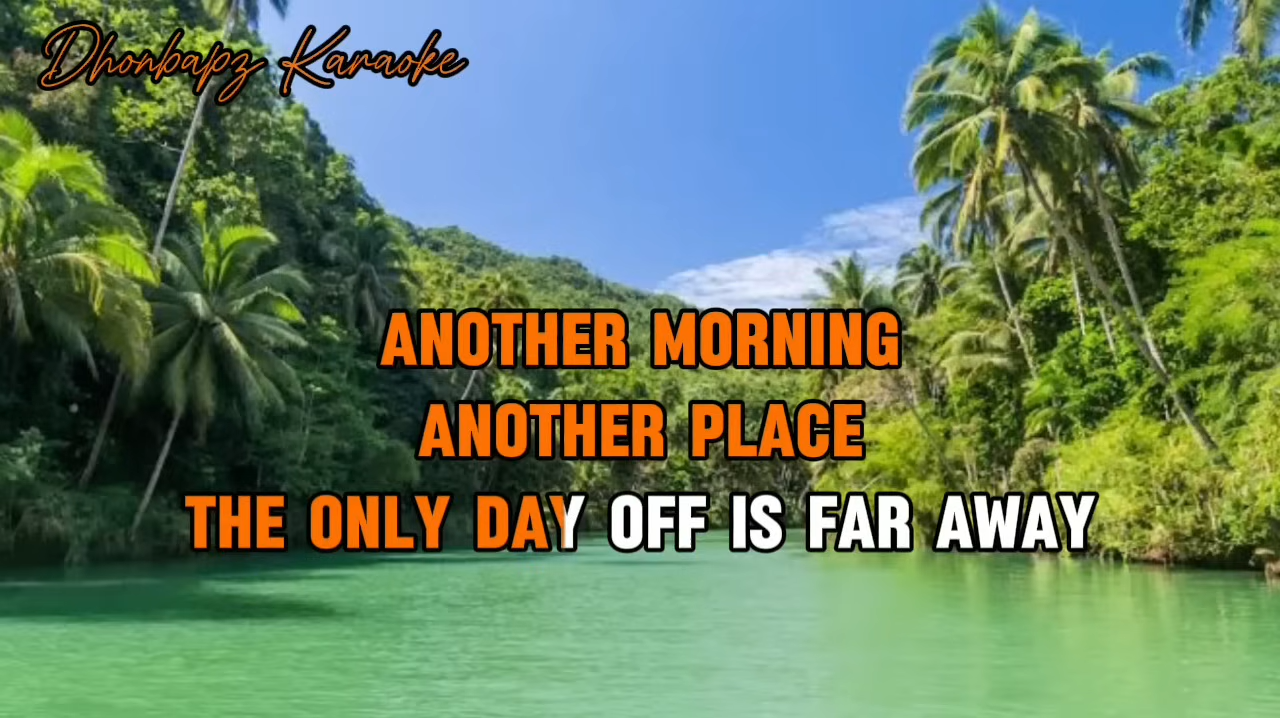 Dhonbapz Karaoke
ANOTHER MORNING
ANOTHER PLACE
THE ONLY DAY OFF IS FAR AWAY